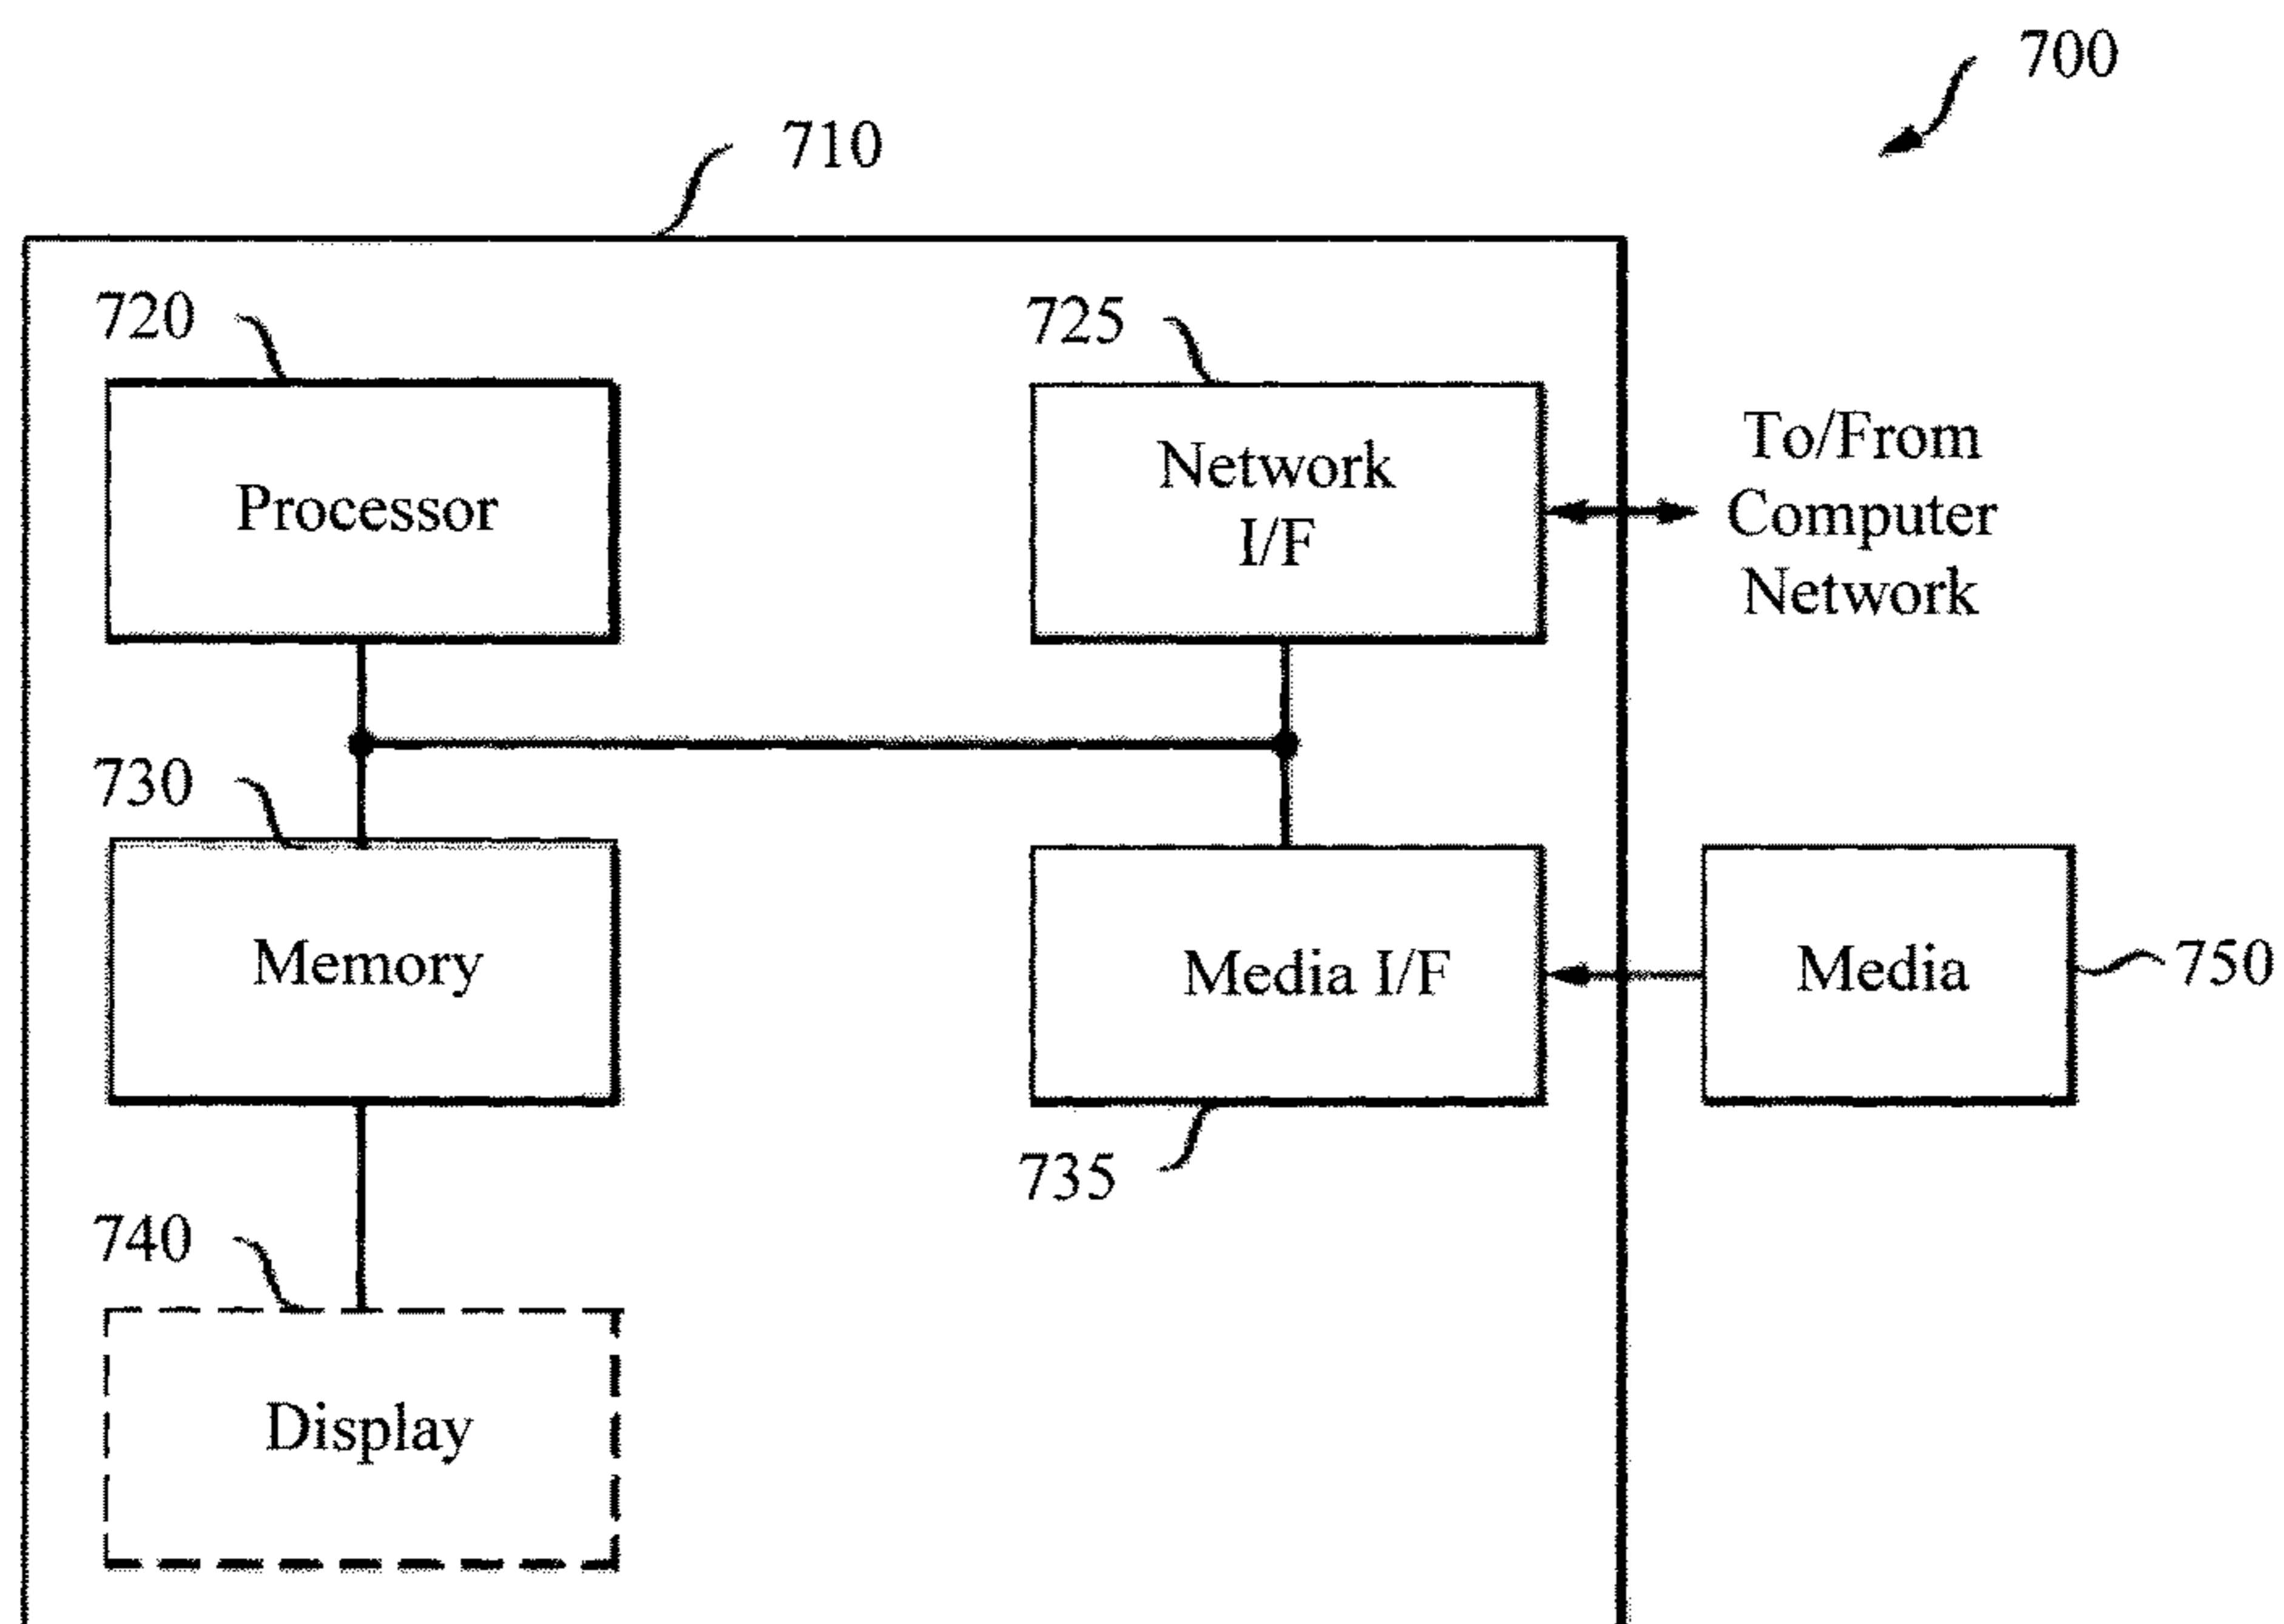 700
710
720
725
Processor
Network
I/F
To/From
Computer
Network
730
Memory
Media I/F
Media
750
735
740
Display